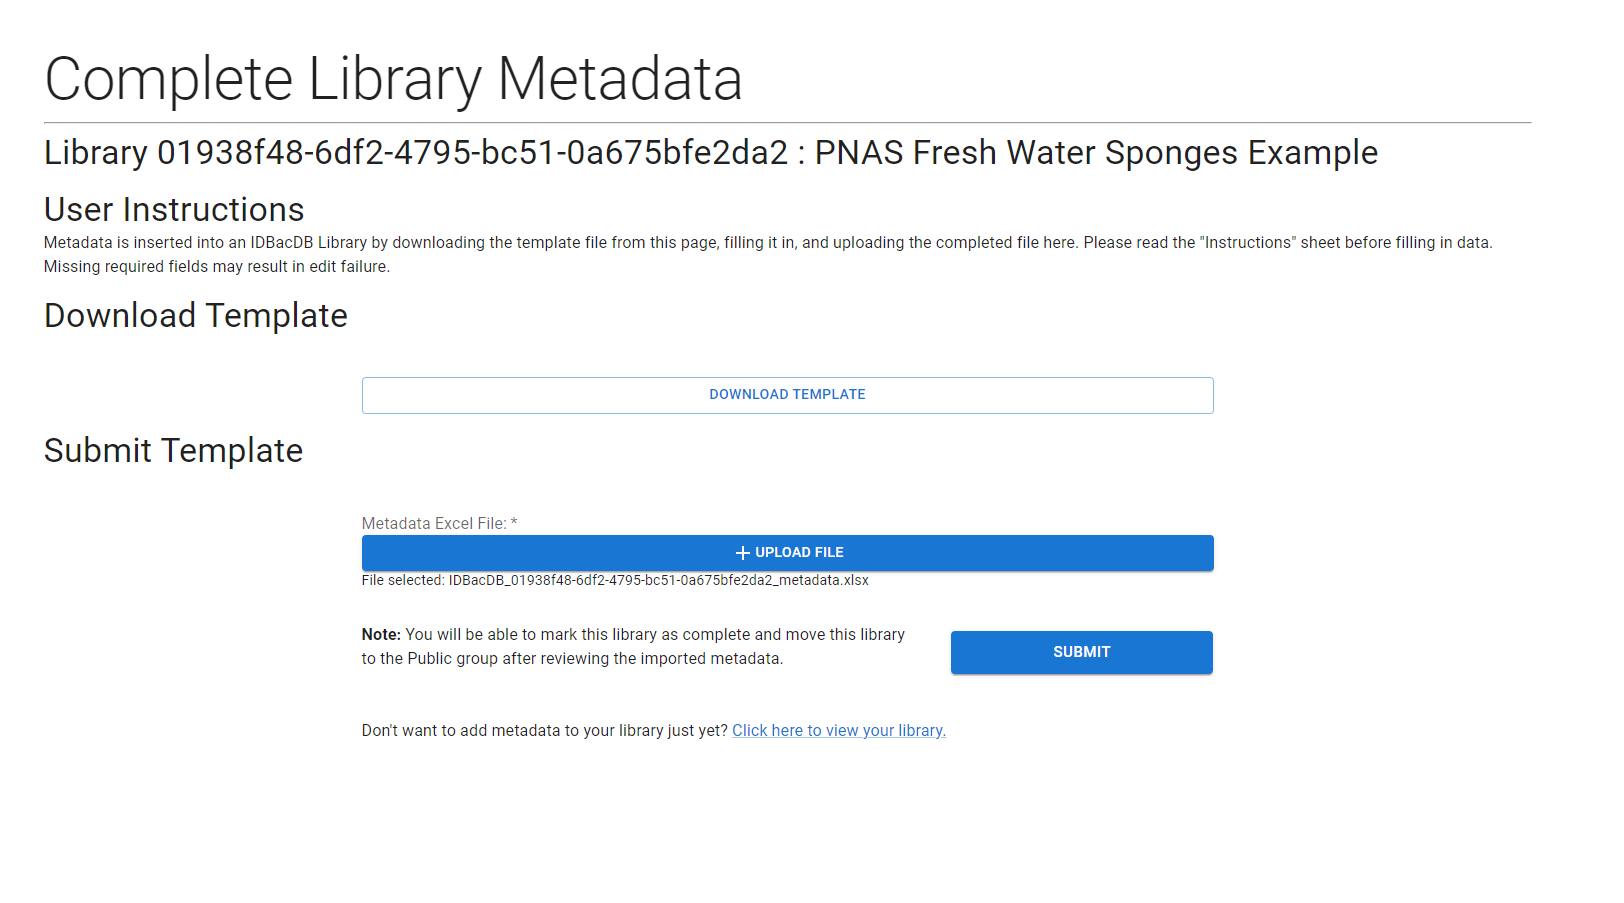 Complete Library Metadata
Library 01938f48-6df2-4795-bc51-0a675bfe2da2 : PNAS Fresh Water Sponges Example
User Instructions
Metadata is inserted into an IDBacDB Library by downloading the template file from this page, filling it in, and uploading the completed file here. Please read the "Instructions" sheet before filling in data.
Missing required fields may result in edit failure.
Download Template
DOWNLOAD TEMPLATE
Submit Template
Metadata Excel File: *
+ UPLOAD FILE
File selected: IDBacDB_01938f48-6df2-4795-bc51-0a675bfe2da2_metadata.xlsx
Note: You will be able to mark this library as complete and move this library
to the Public group after reviewing the imported metadata.
SUBMIT
Don't want to add metadata to your library just yet? Click here to view your library.